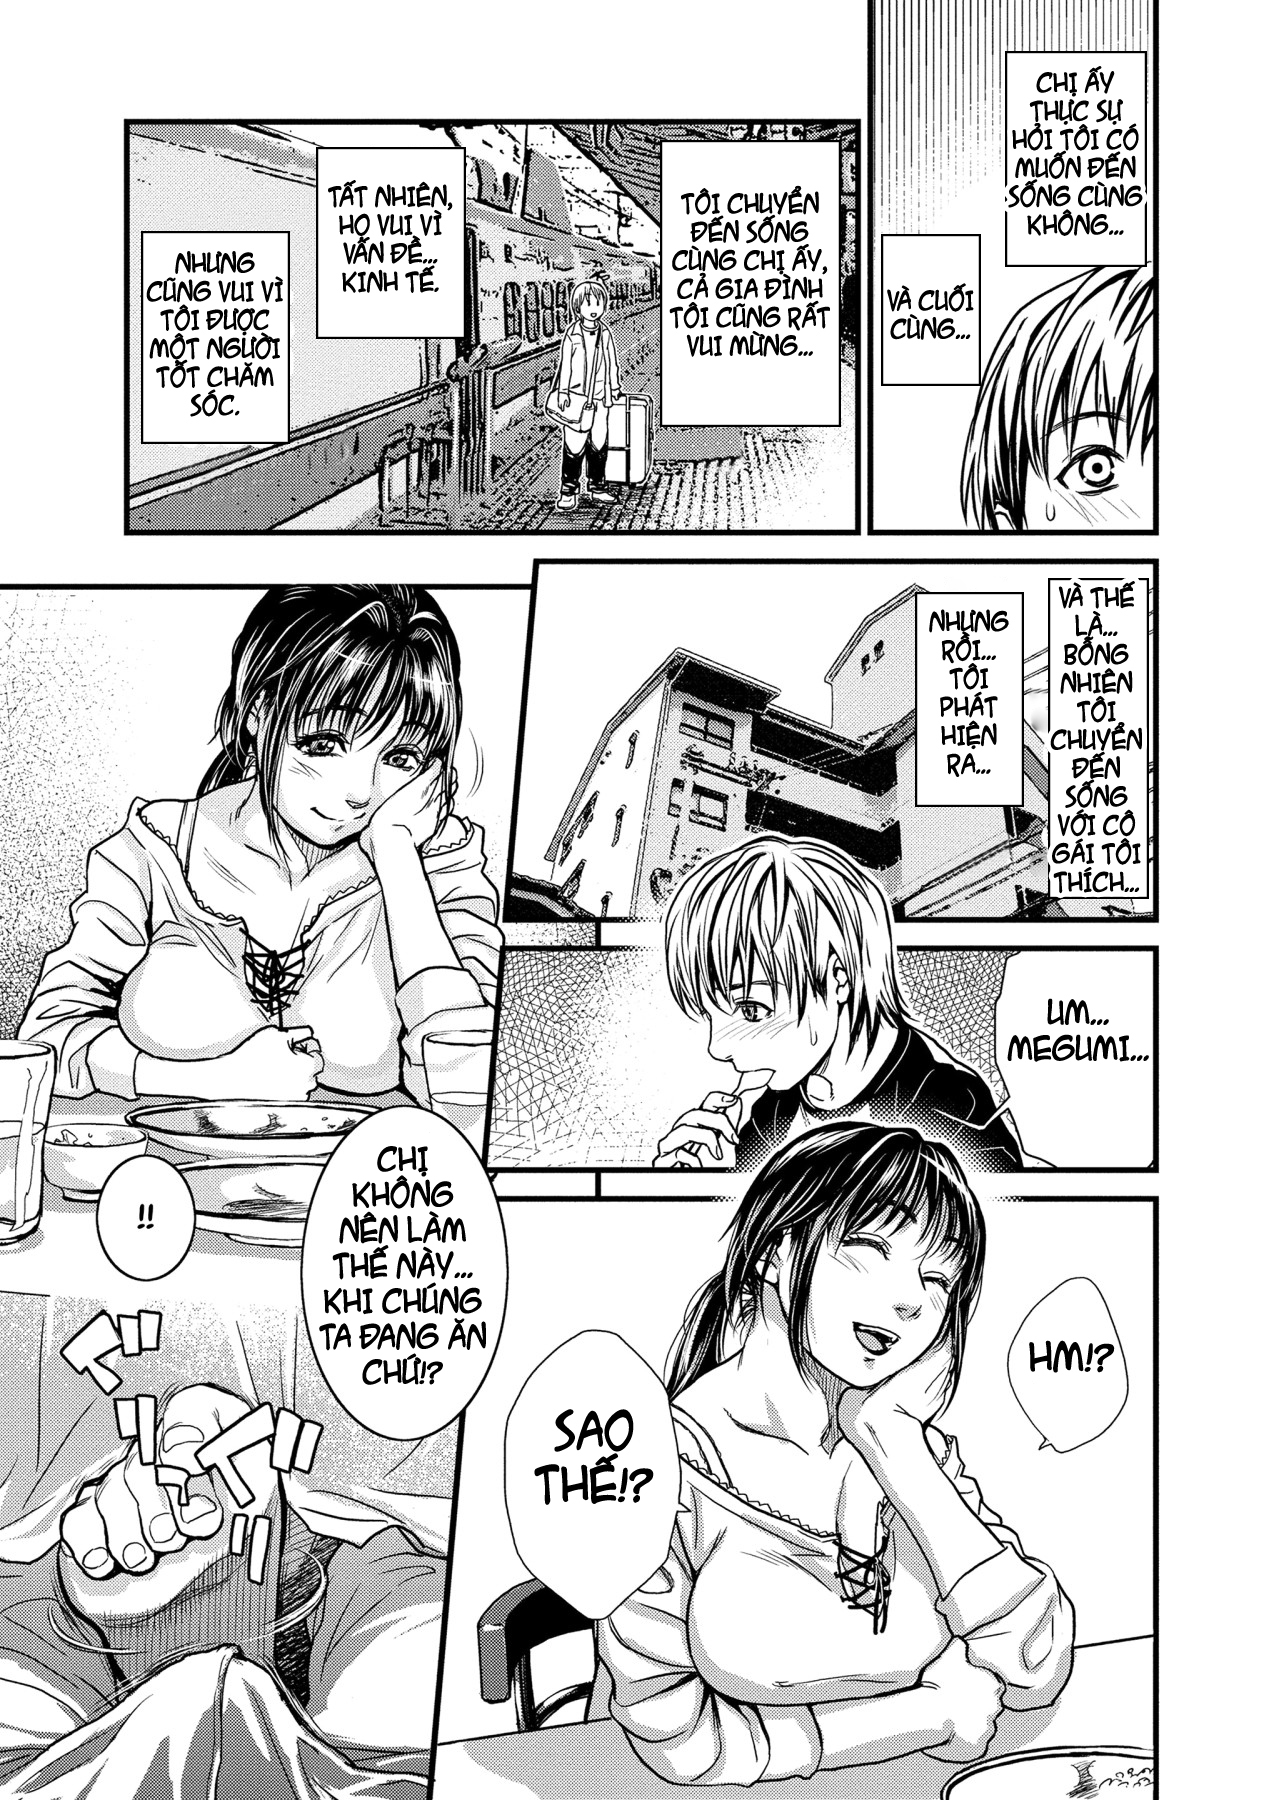 CHỊ ẤY
THỰC SỰ
HỎI TÔI CÓ
MUỐN ĐẾN
SỐNG CÙNG
KHÔNG...
VÀ CUỐI
CÙNG...
TÔI CHUYỂN
ĐẾN SỐNG
CÙNG CHỊ ẤY,
CẢ GIA ĐÌNH
TÔI CŨNG RẤT
VUI MỪNG...
TẤT NHIÊN,
HỌ VUI VÌ
VẤN ĐỀ...
KINH TẾ.
NHƯNG
CŨNG VUI VÌ
TÔI ĐƯỢC
MỘT NGƯỜI
TỐT CHĂM
SÓC.
VÀ THẾ
LÀ...
BỖNG
NHIÊN
TÔI
CHUYỂN
ĐẾN
SỐNG
VỚI CÔ
GÁI TÔI
THÍCH...
NHƯNG
RỒI...
TÔI
PHÁT
HIỆN
RA...
UM...
MEGUMI...
HM!?
SAO
THẾ!?
CHỊ
KHÔNG
NÊN LÀM
THẾ NÀY...
KHI CHÚNG
TA ĐANG ĂN
CHỨ!?
!!